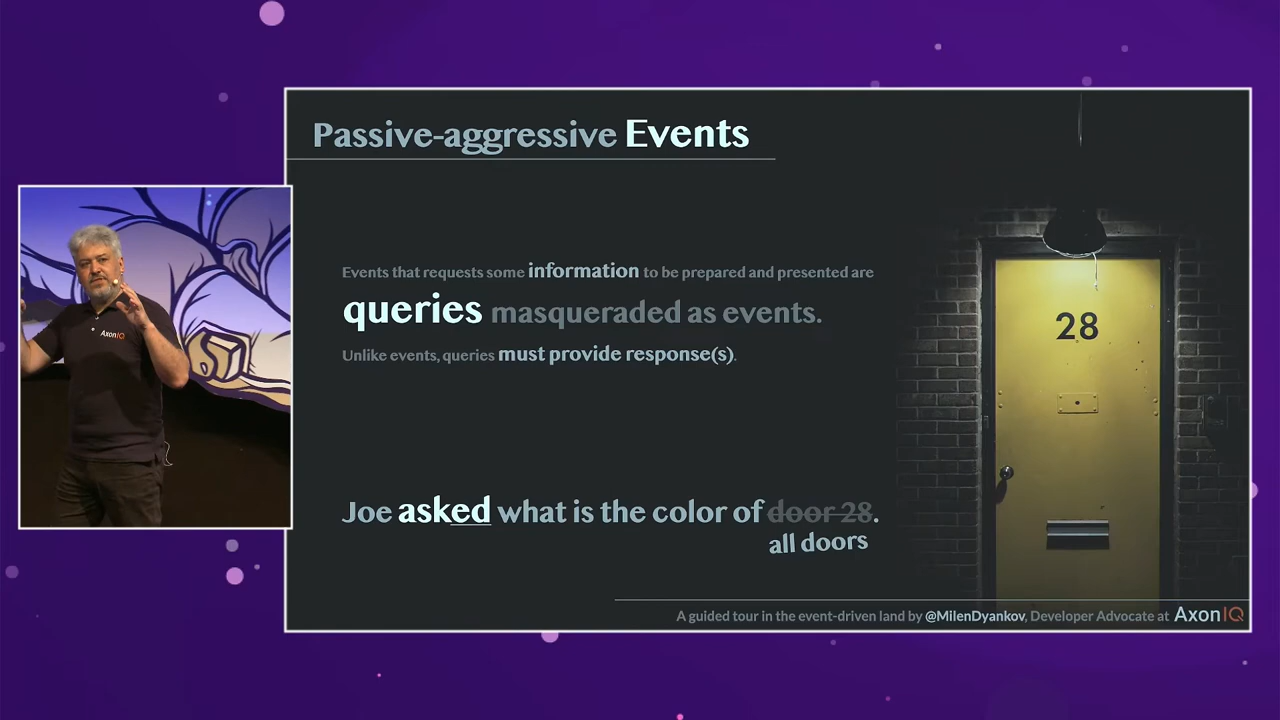 Passive-aggressive Events
Events that requests some information to be prepared and presented are
queries masqueraded as events.
Unlike events, queries must provide response(s).
Joe asked what is the color of door 28.
all doors
28
AxonIQ
A guided tour in the event-driven land by @MilenDyankov, Developer Advocate at AxonIQ